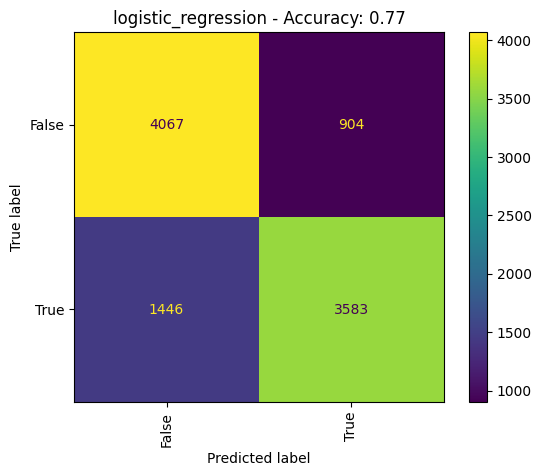 logistic_regression - Accuracy: 0.77
4000
3500
3000
2500
2000
1500
1000
True label
False
True
4067
904
1446
3583
False
True
Predicted label